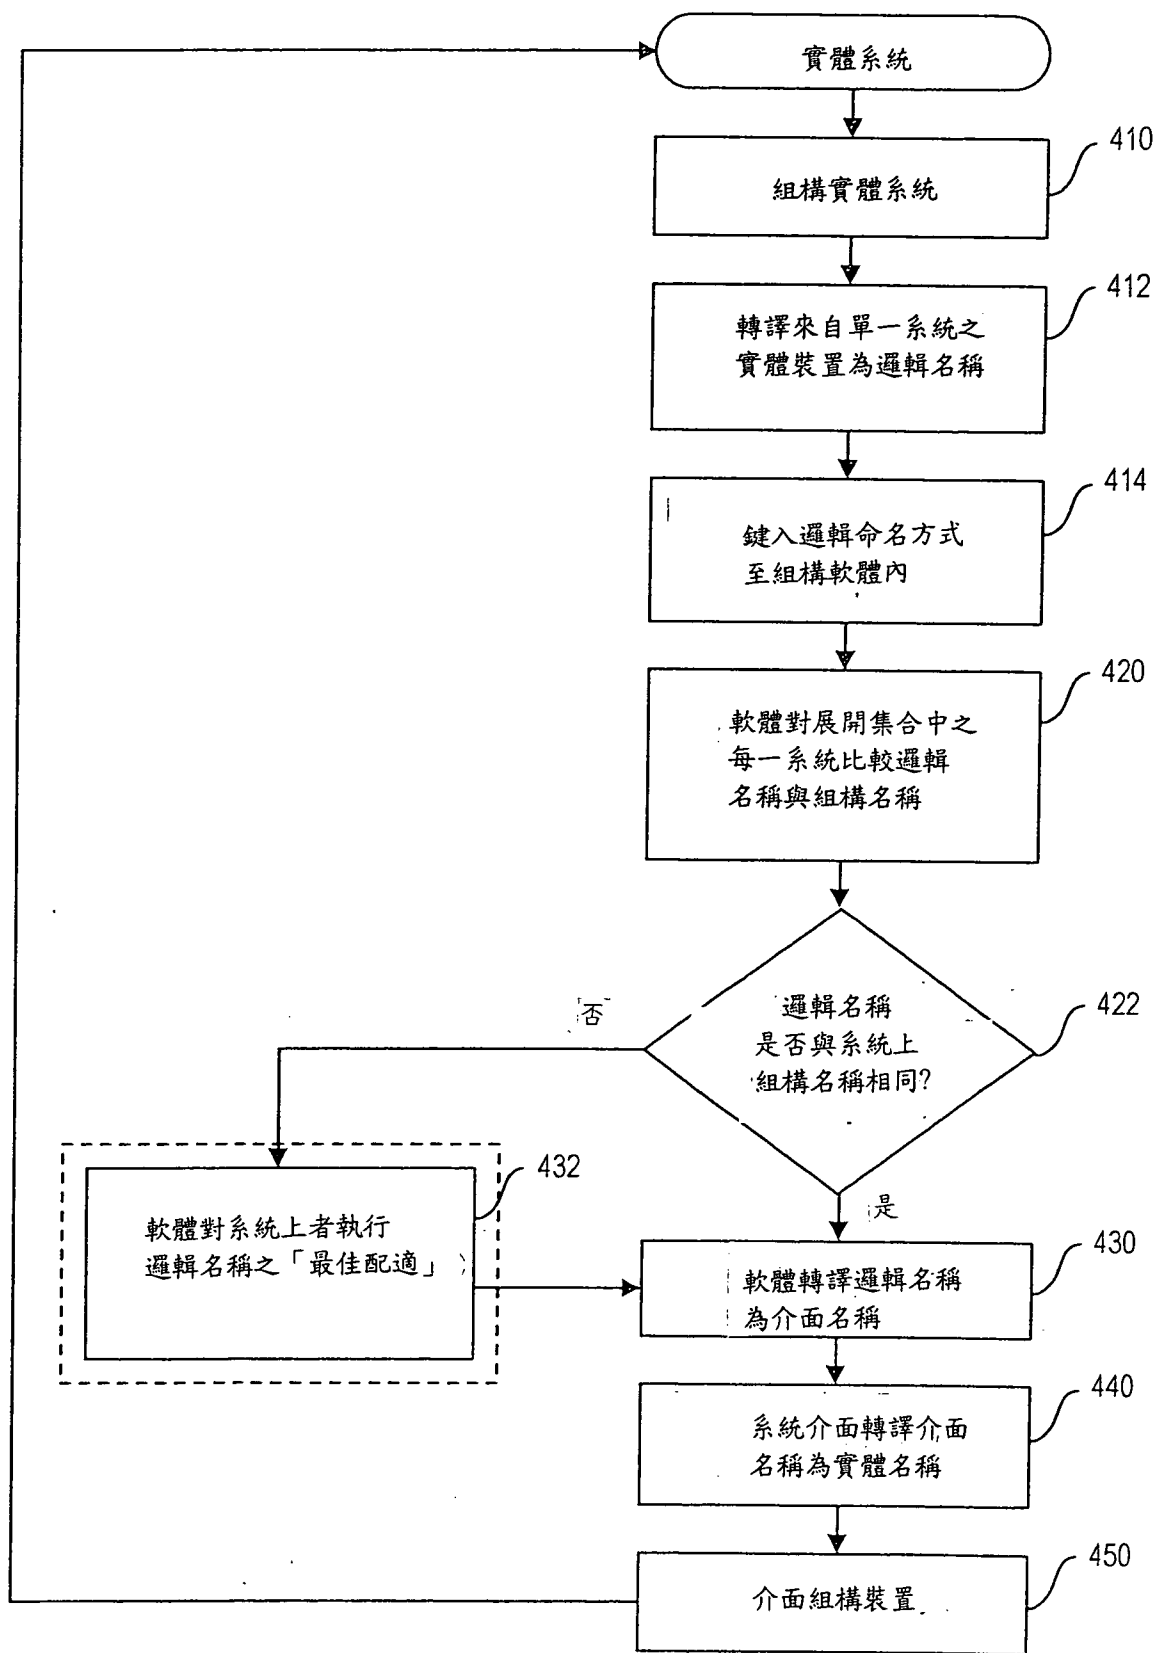 實體系統
410
組構實體系統
412
轉譯來自單一系統之
實體裝置為邏輯名稱
414
鍵入邏輯命名方式
至組構軟體內
420
軟體對展開集合中之
每一系統比較邏輯
名稱與組構名稱
422
邏輯名稱
是否與系統上
組構名稱相同?
否
是
432
軟體對系統上者執行
邏輯名稱之「最佳配適」
430
軟體轉譯邏輯名稱
為介面名稱
440
系統介面轉譯介面
名稱為實體名稱
450
介面組構裝置